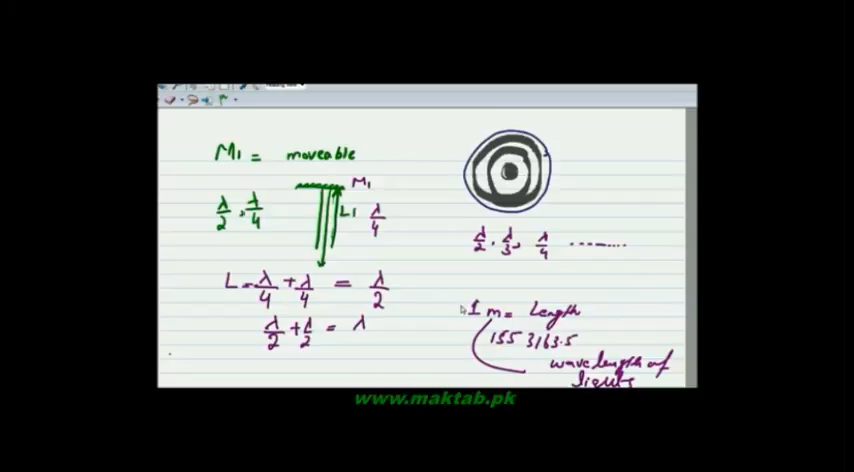 M1 = moveable
M1
λ/2, λ/4
L1 λ/4
L = λ/4 + λ/4 = λ/2
λ/2 + λ/2 = λ
λ/2, λ/3, λ/4 ........
1 m = Length
1553163.5
wavelength of
lights
www.maktab.pk